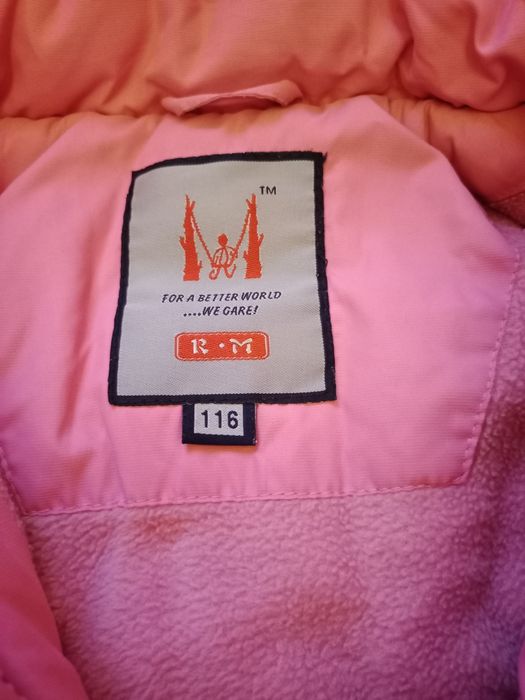 TM
FOR A BETTER WORLD
....WE CARE!
R·M
116